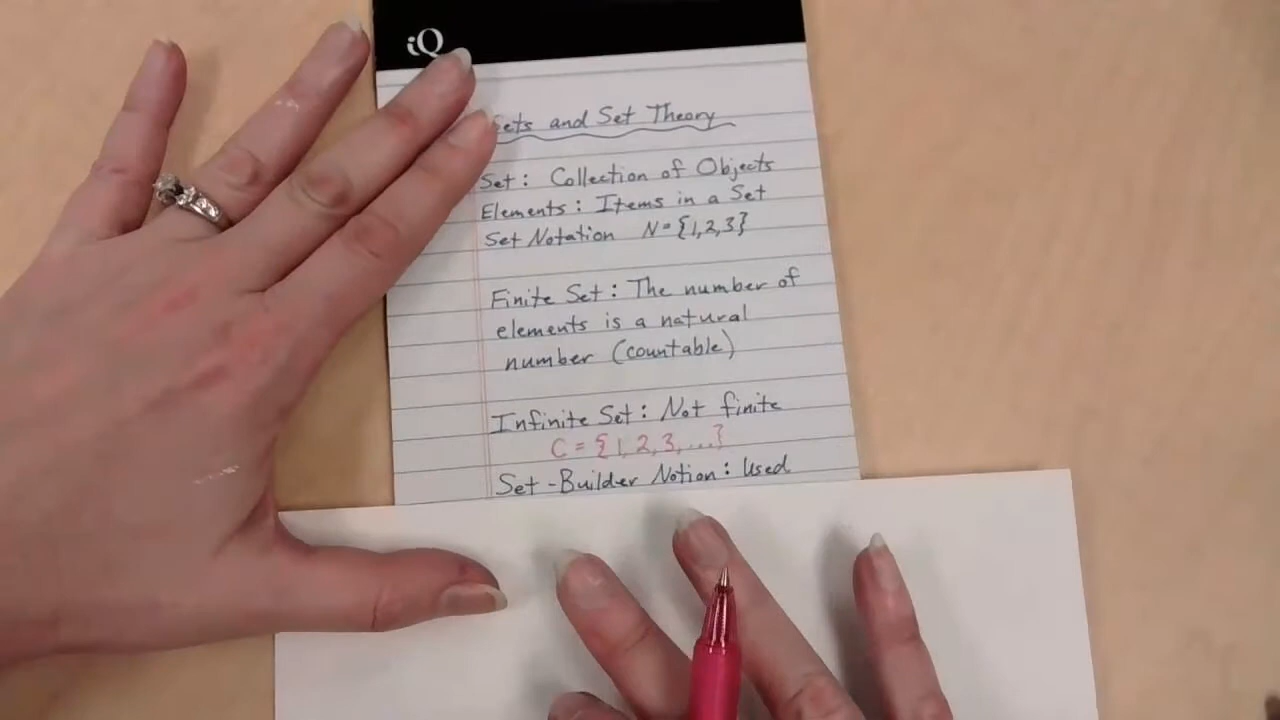 iQ
Sets and Set Theory
Set: Collection of Objects
Elements: Items in a Set
Set Notation N={1,2,3}
Finite Set: The number of
elements is a natural
number (countable)
Infinite Set: Not finite
C = {1, 2, 3, ...}
Set-Builder Notion: Used